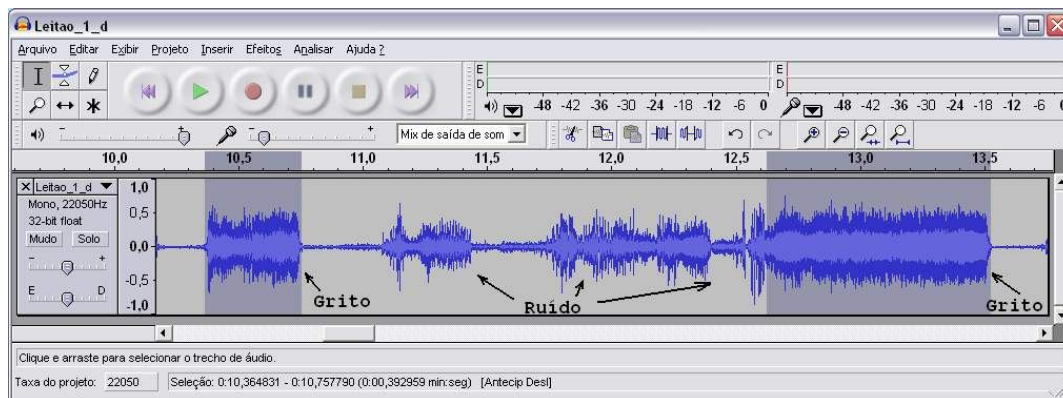 Leitao_1_d
Arquivo Editar Exibir Projeto Inserir Efeitos Analisar Ajuda ?
E
D
-48 -42 -36 -30 -24 -18 -12 -6 0
E
D
-48 -42 -36 -30 -24 -18 -12 -6 0
- +
- +
Mix de saída de som
10,0 10,5 11,0 11,5 12,0 12,5 13,0 13,5
X Leitao_1_d
Mono, 22050Hz
32-bit float
Mudo Solo
- +
E D
1,0
0,5
0,0
-0,5
-1,0
Grito
Ruído
Grito
Clique e arraste para selecionar o trecho de áudio.
Taxa do projeto: 22050 Seleção: 0:10,364831 - 0:10,757790 (0:00,392959 min:seg) [Antecip Desl]